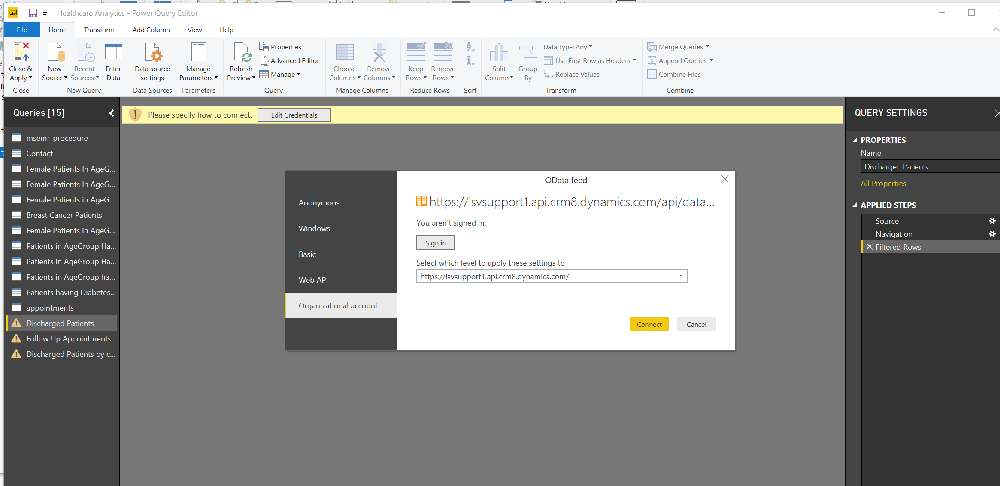 Healthcare Analytics - Power Query Editor
File Home Transform Add Column View Help
Close & Apply
Close
New Source
Recent Sources
Enter Data
New Query
Data source settings
Data Sources
Manage Parameters
Parameters
Refresh Preview
Properties
Advanced Editor
Manage
Query
Choose Columns
Remove Columns
Manage Columns
Keep Rows
Remove Rows
Reduce Rows
Sort
Split Column
Group By
Data Type: Any
Use First Row as Headers
Replace Values
Transform
Merge Queries
Append Queries
Combine Files
Combine
Queries [15]
msemr_procedure
Contact
Female Patients In AgeG...
Female Patients In AgeG...
Female Patients in AgeG...
Breast Cancer Patients
Female Patients in AgeG...
Patients in AgeGroup Ha...
Patients in AgeGroup Ha...
Patients in AgeGroup ha...
Patients having Diabetes...
appointments
Discharged Patients
Follow Up Appointments...
Discharged Patients by c...
Please specify how to connect. Edit Credentials
OData feed
Anonymous
Windows
Basic
Web API
Organizational account
https://isvsupport1.api.crm8.dynamics.com/api/data...
You aren't signed in.
Sign in
Select which level to apply these settings to
https://isvsupport1.api.crm8.dynamics.com/
Connect Cancel
QUERY SETTINGS
PROPERTIES
Name
Discharged Patients
All Properties
APPLIED STEPS
Source
Navigation
Filtered Rows